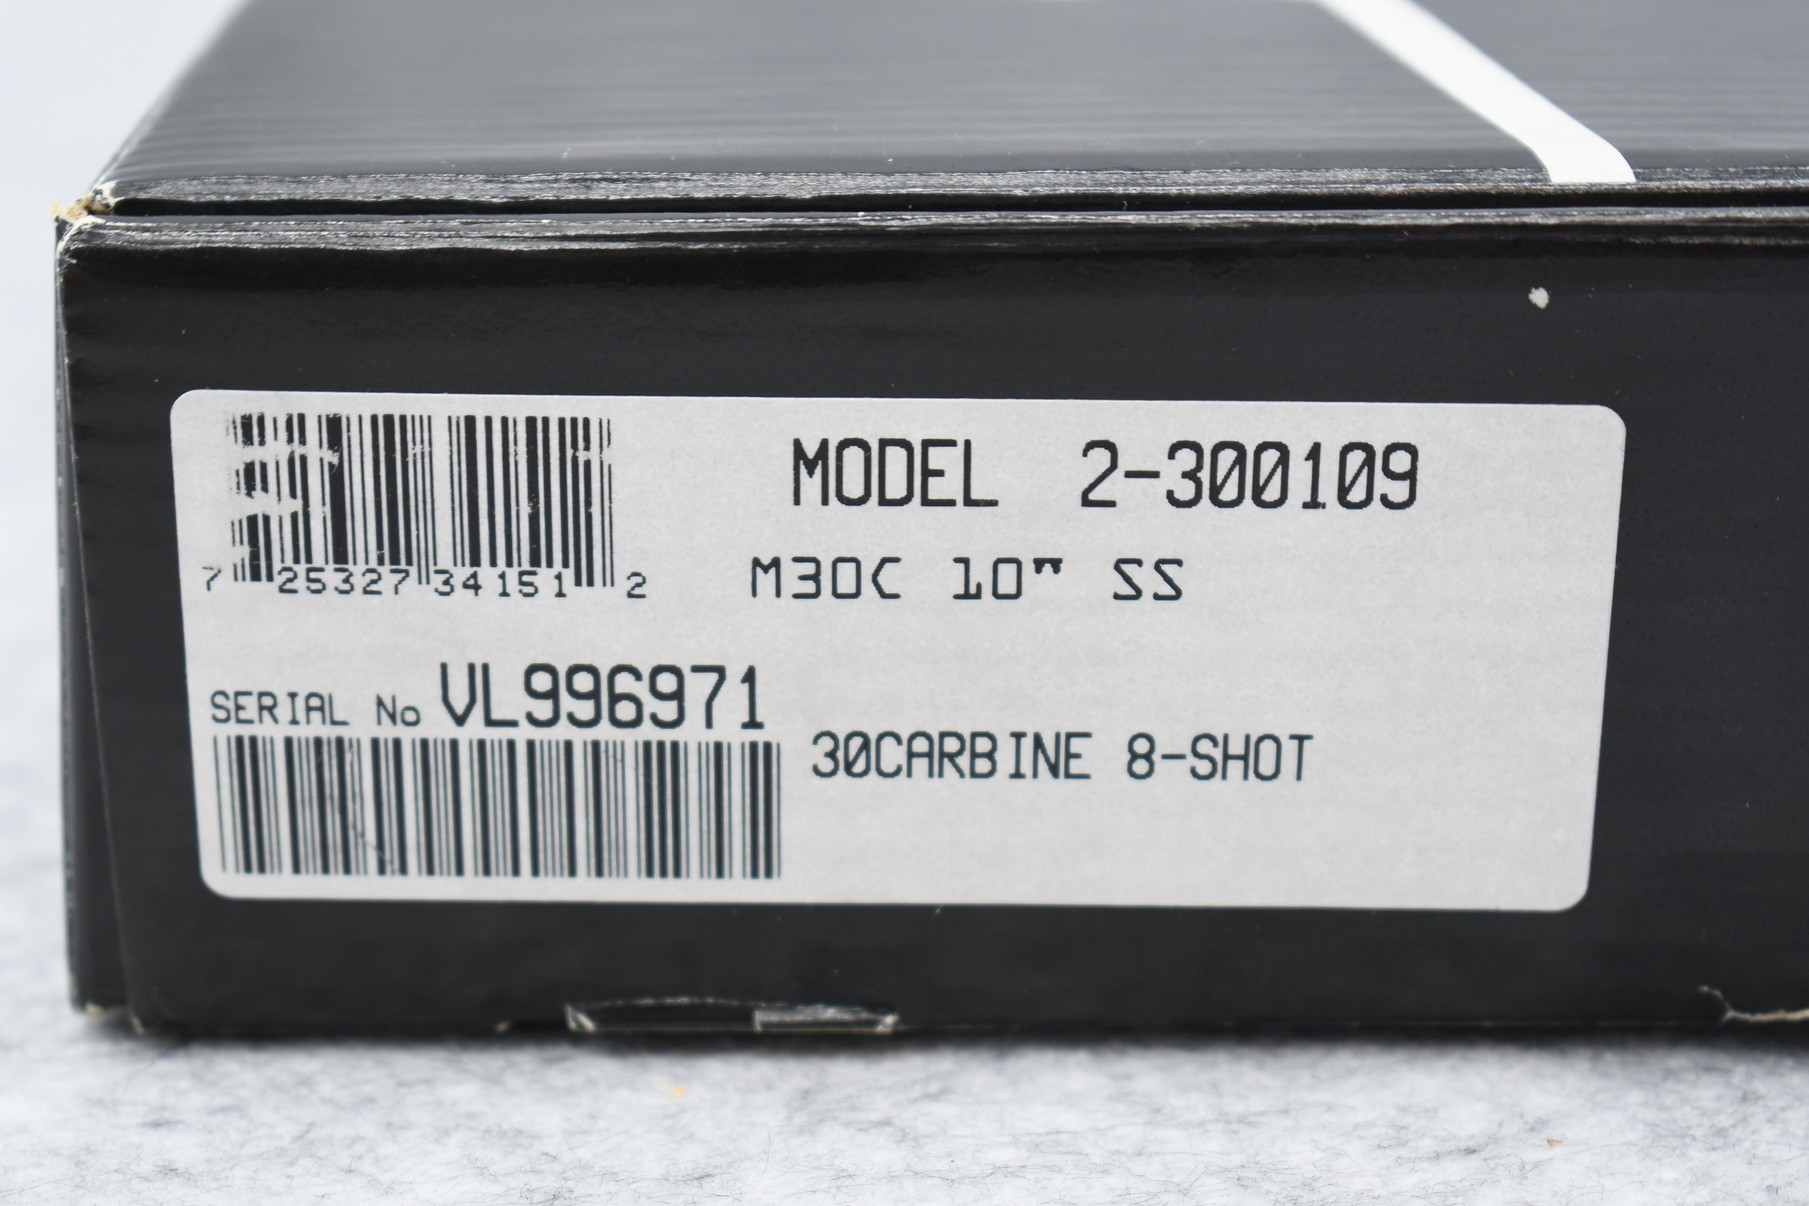 MODEL 2-300109
7 25327 34151 2
M30C 10" SS
SERIAL No VL996971
30CARBINE 8-SHOT